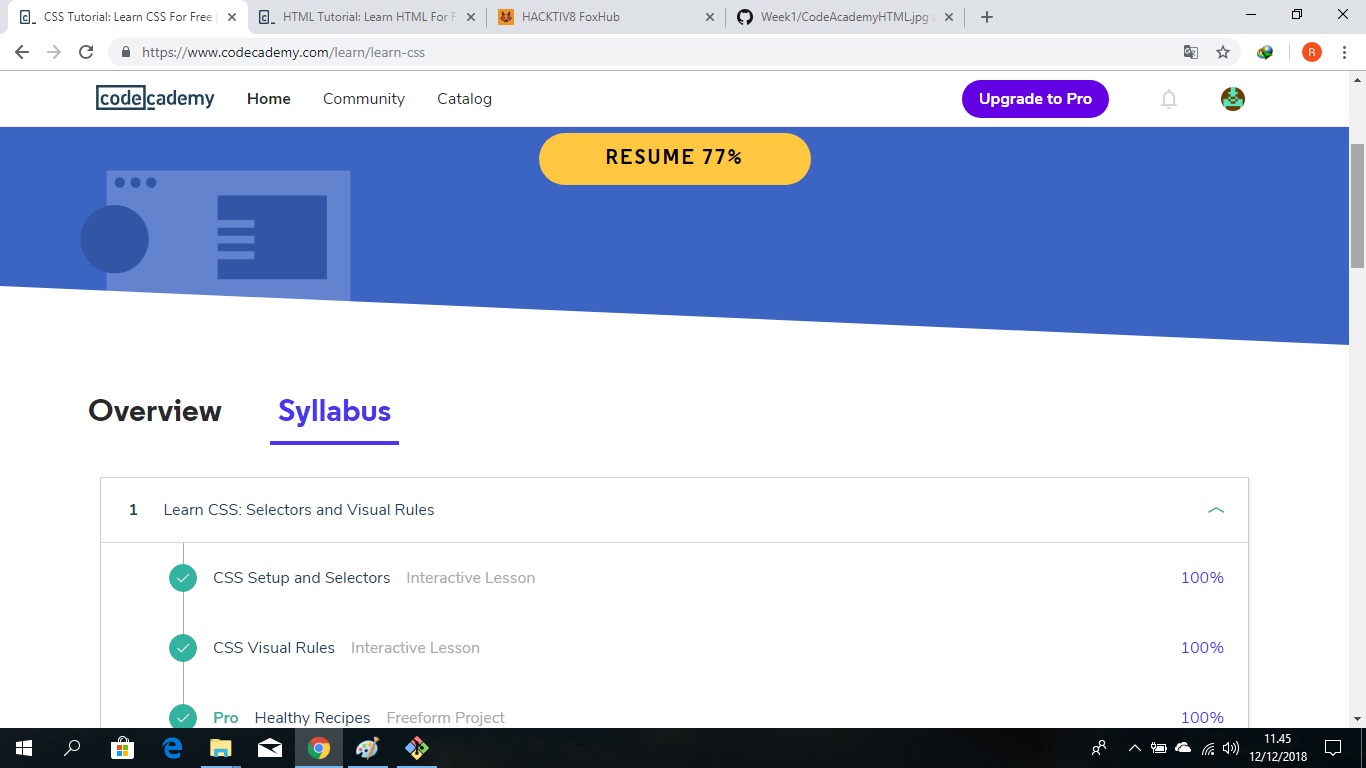 CSS Tutorial: Learn CSS For Free
HTML Tutorial: Learn HTML For F
HACKTIV8 FoxHub
Week1/CodeAcademyHTML.jpg
https://www.codecademy.com/learn/learn-css
R
codecademy
Home
Community
Catalog
Upgrade to Pro
RESUME 77%
Overview
Syllabus
1 Learn CSS: Selectors and Visual Rules
CSS Setup and Selectors Interactive Lesson 100%
CSS Visual Rules Interactive Lesson 100%
Pro Healthy Recipes Freeform Project 100%
11.45
12/12/2018